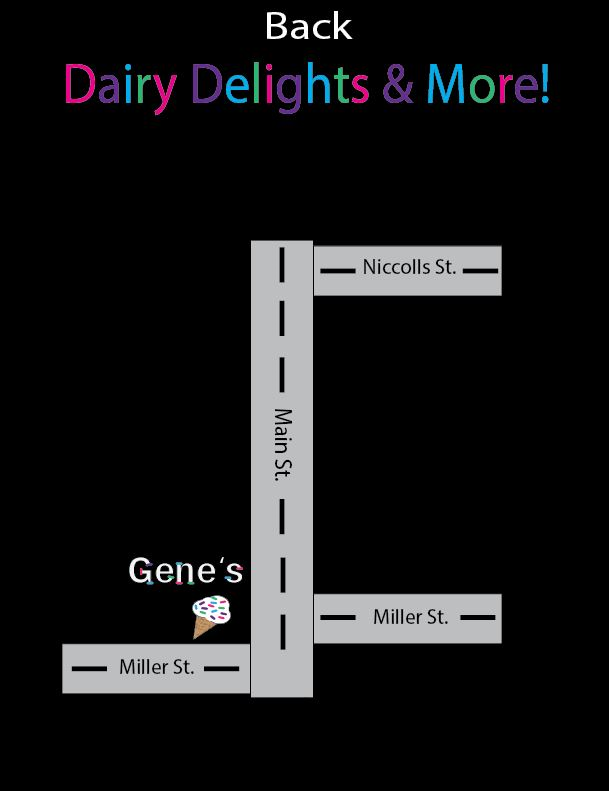 Back
Dairy Delights & More!
Niccolls St.
Main St.
Gene's
Miller St.
Miller St.